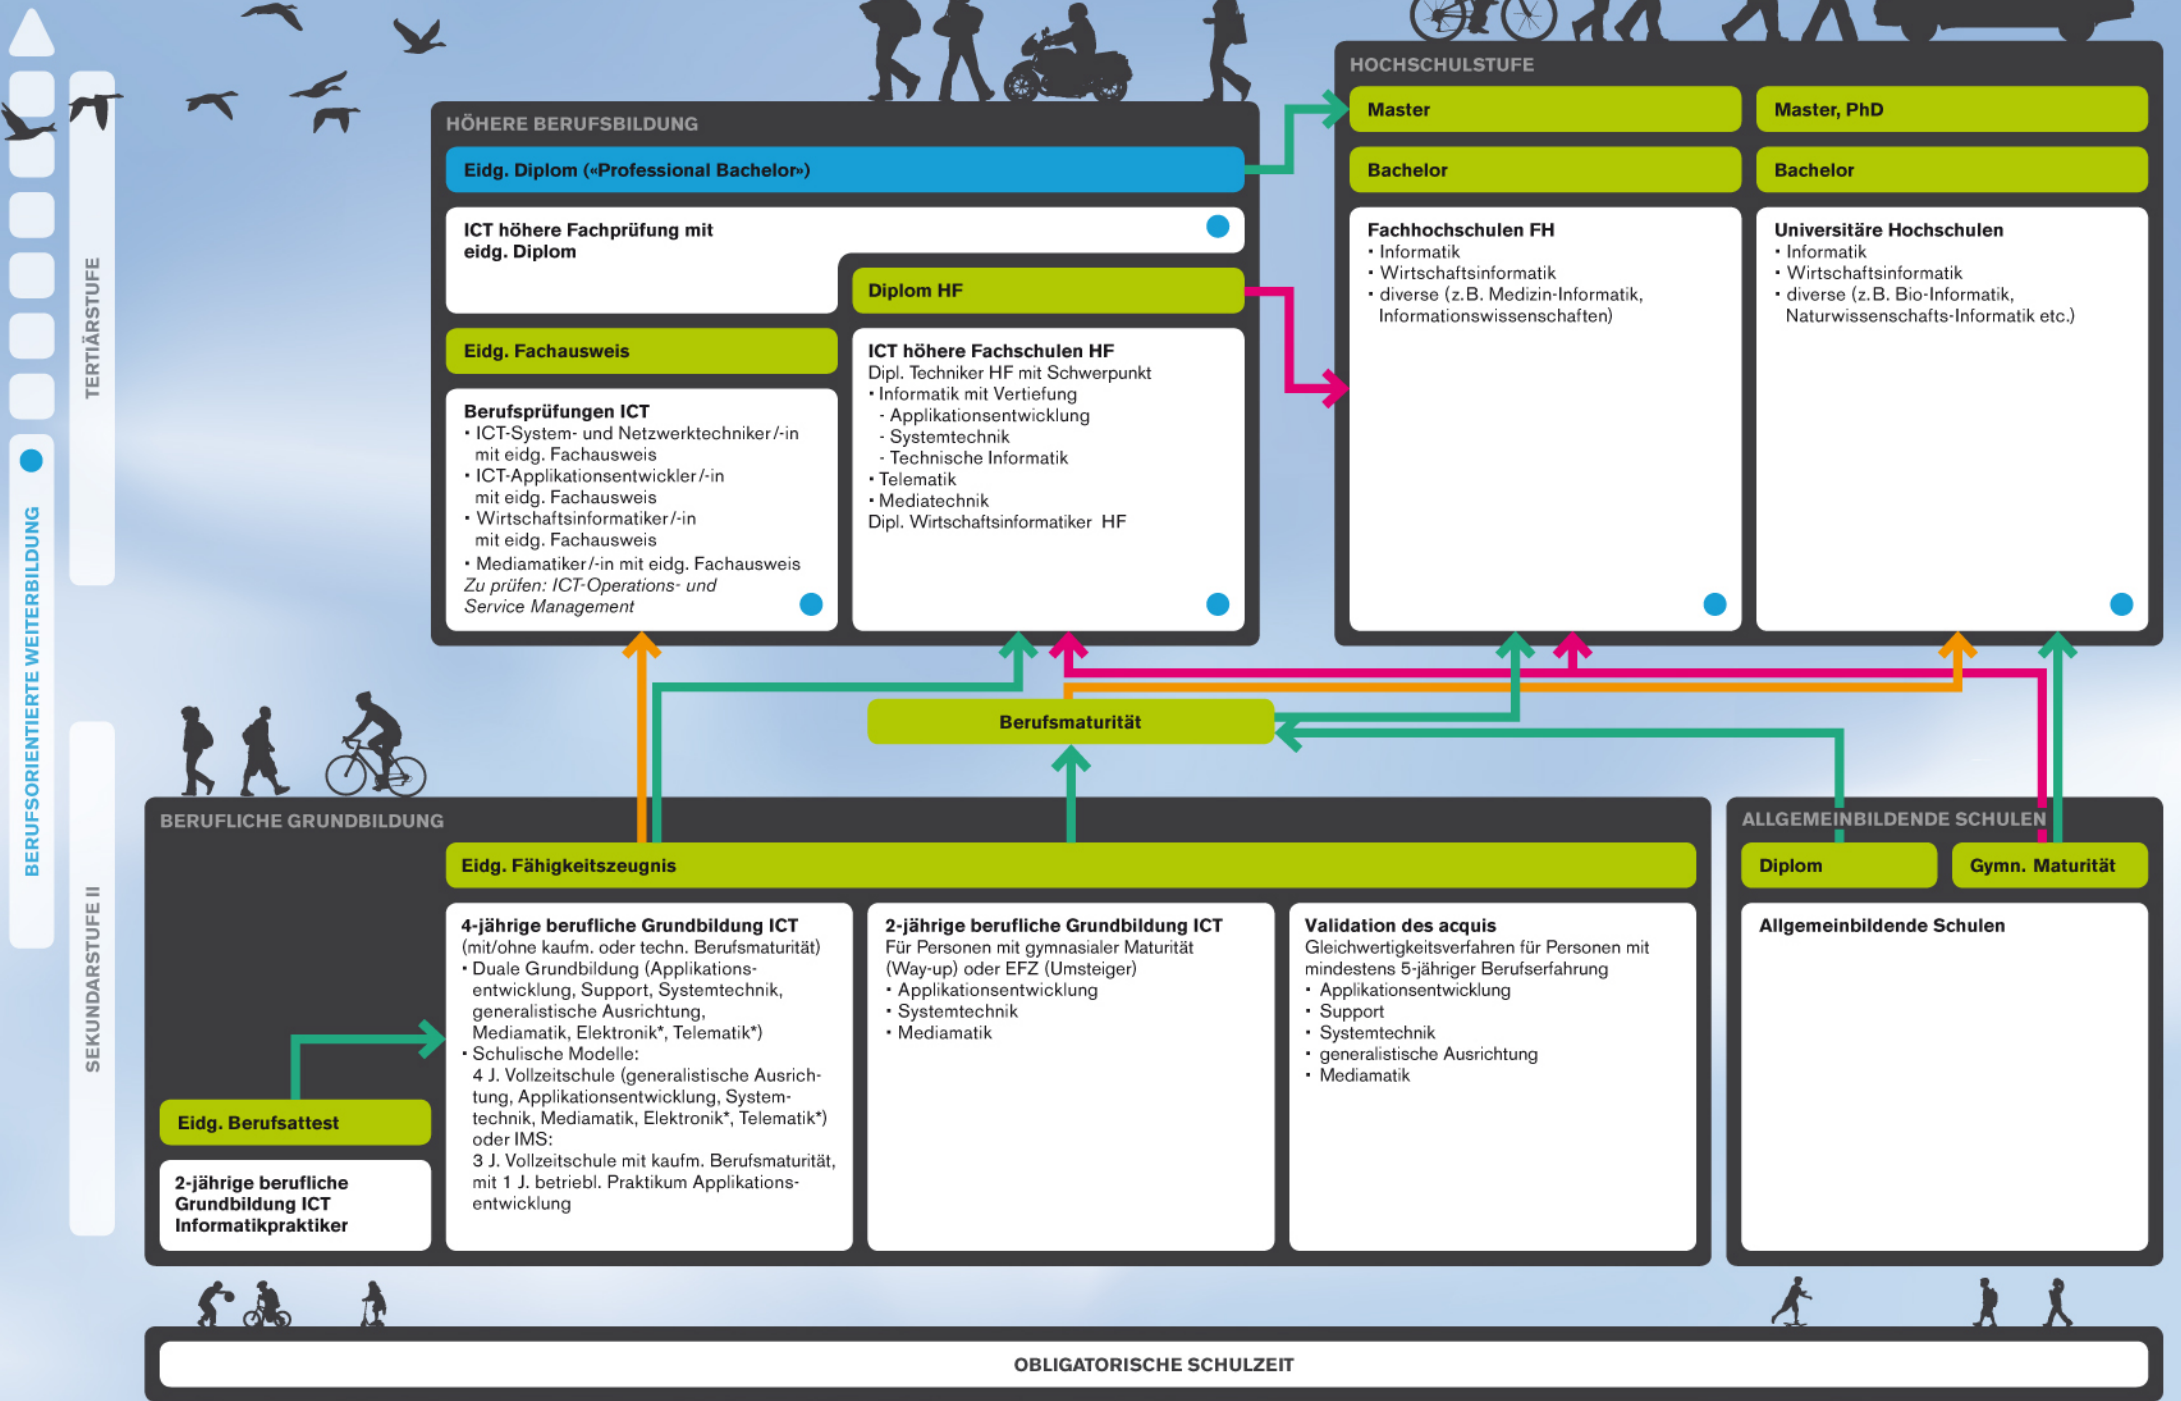 BERUFSORIENTIERTE WEITERBILDUNG
TERTIÄRSTUFE
SEKUNDARSTUFE II
HÖHERE BERUFSBILDUNG
Eidg. Diplom («Professional Bachelor»)
ICT höhere Fachprüfung mit
eidg. Diplom
Eidg. Fachausweis
Berufsprüfungen ICT
▪ ICT-System- und Netzwerktechniker/-in
mit eidg. Fachausweis
▪ ICT-Applikationsentwickler/-in
mit eidg. Fachausweis
▪ Wirtschaftsinformatiker/-in
mit eidg. Fachausweis
▪ Mediamatiker/-in mit eidg. Fachausweis
Zu prüfen: ICT-Operations- und
Service Management
Diplom HF
ICT höhere Fachschulen HF
Dipl. Techniker HF mit Schwerpunkt
▪ Informatik mit Vertiefung
- Applikationsentwicklung
- Systemtechnik
- Technische Informatik
▪ Telematik
▪ Mediatechnik
Dipl. Wirtschaftsinformatiker HF
HOCHSCHULSTUFE
Master
Bachelor
Fachhochschulen FH
▪ Informatik
▪ Wirtschaftsinformatik
▪ diverse (z.B. Medizin-Informatik,
Informationswissenschaften)
Master, PhD
Bachelor
Universitäre Hochschulen
▪ Informatik
▪ Wirtschaftsinformatik
▪ diverse (z.B. Bio-Informatik,
Naturwissenschafts-Informatik etc.)
Berufsmaturität
BERUFLICHE GRUNDBILDUNG
Eidg. Fähigkeitszeugnis
Eidg. Berufsattest
2-jährige berufliche
Grundbildung ICT
Informatikpraktiker
4-jährige berufliche Grundbildung ICT
(mit/ohne kaufm. oder techn. Berufsmaturität)
▪ Duale Grundbildung (Applikations-
entwicklung, Support, Systemtechnik,
generalistische Ausrichtung,
Mediamatik, Elektronik*, Telematik*)
▪ Schulische Modelle:
4 J. Vollzeitschule (generalistische Ausrich-
tung, Applikationsentwicklung, System-
technik, Mediamatik, Elektronik*, Telematik*)
oder IMS:
3 J. Vollzeitschule mit kaufm. Berufsmaturität,
mit 1 J. betriebl. Praktikum Applikations-
entwicklung
2-jährige berufliche Grundbildung ICT
Für Personen mit gymnasialer Maturität
(Way-up) oder EFZ (Umsteiger)
▪ Applikationsentwicklung
▪ Systemtechnik
▪ Mediamatik
Validation des acquis
Gleichwertigkeitsverfahren für Personen mit
mindestens 5-jähriger Berufserfahrung
▪ Applikationsentwicklung
▪ Support
▪ Systemtechnik
▪ generalistische Ausrichtung
▪ Mediamatik
ALLGEMEINBILDENDE SCHULEN
Diplom
Gymn. Maturität
Allgemeinbildende Schulen
OBLIGATORISCHE SCHULZEIT